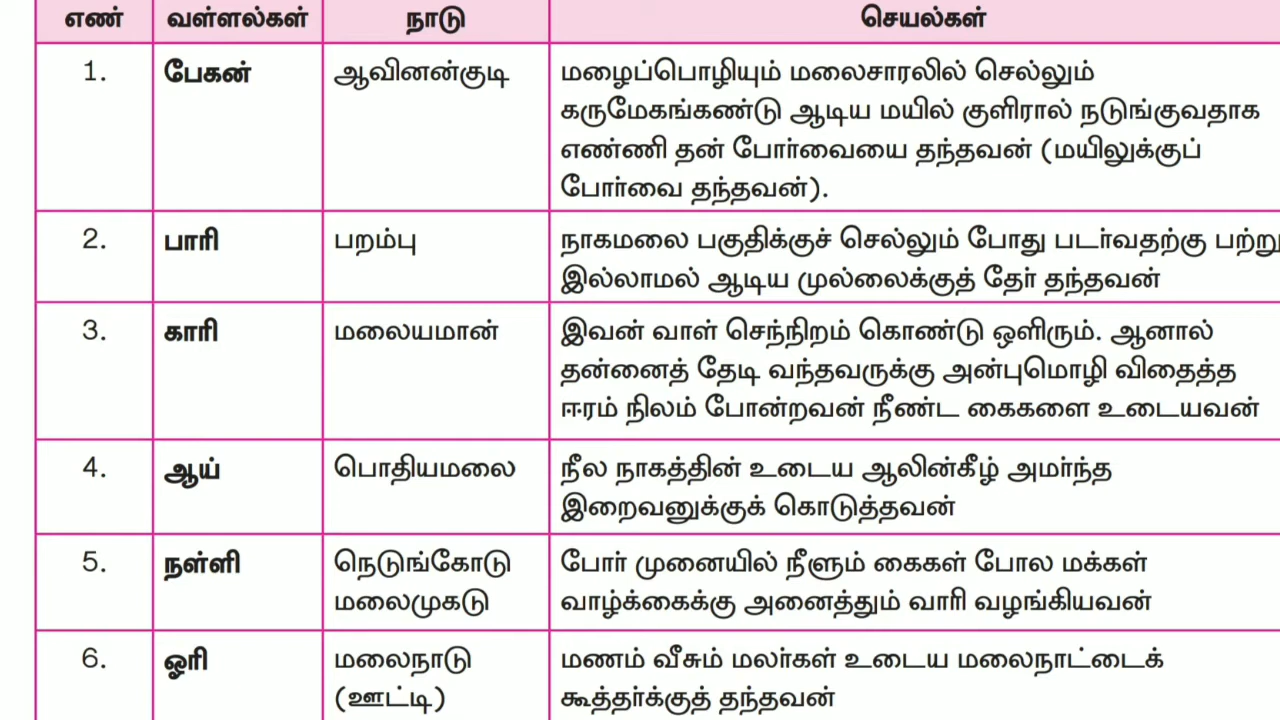 எண் வள்ளல்கள் நாடு செயல்கள்
1. பேகன் ஆவினன்குடி மழைப்பொழியும் மலைசாரலில் செல்லும்
கருமேகங்கண்டு ஆடிய மயில் குளிரால் நடுங்குவதாக
எண்ணி தன் போர்வையை தந்தவன் (மயிலுக்குப்
போர்வை தந்தவன்).
2. பாரி பறம்பு நாகமலை பகுதிக்குச் செல்லும் போது படர்வதற்கு பற்று
இல்லாமல் ஆடிய முல்லைக்குத் தேர் தந்தவன்
3. காரி மலையமான் இவன் வாள் செந்நிறம் கொண்டு ஒளிரும். ஆனால்
தன்னைத் தேடி வந்தவருக்கு அன்புமொழி விதைத்த
ஈரம் நிலம் போன்றவன் நீண்ட கைகளை உடையவன்
4. ஆய் பொதியமலை நீல நாகத்தின் உடைய ஆலின்கீழ் அமர்ந்த
இறைவனுக்குக் கொடுத்தவன்
5. நள்ளி நெடுங்கோடு போர் முனையில் நீளும் கைகள் போல மக்கள்
மலைமுகடு வாழ்க்கைக்கு அனைத்தும் வாரி வழங்கியவன்
6. ஓரி மலைநாடு மணம் வீசும் மலர்கள் உடைய மலைநாட்டைக்
(ஊட்டி) கூத்தர்க்குத் தந்தவன்